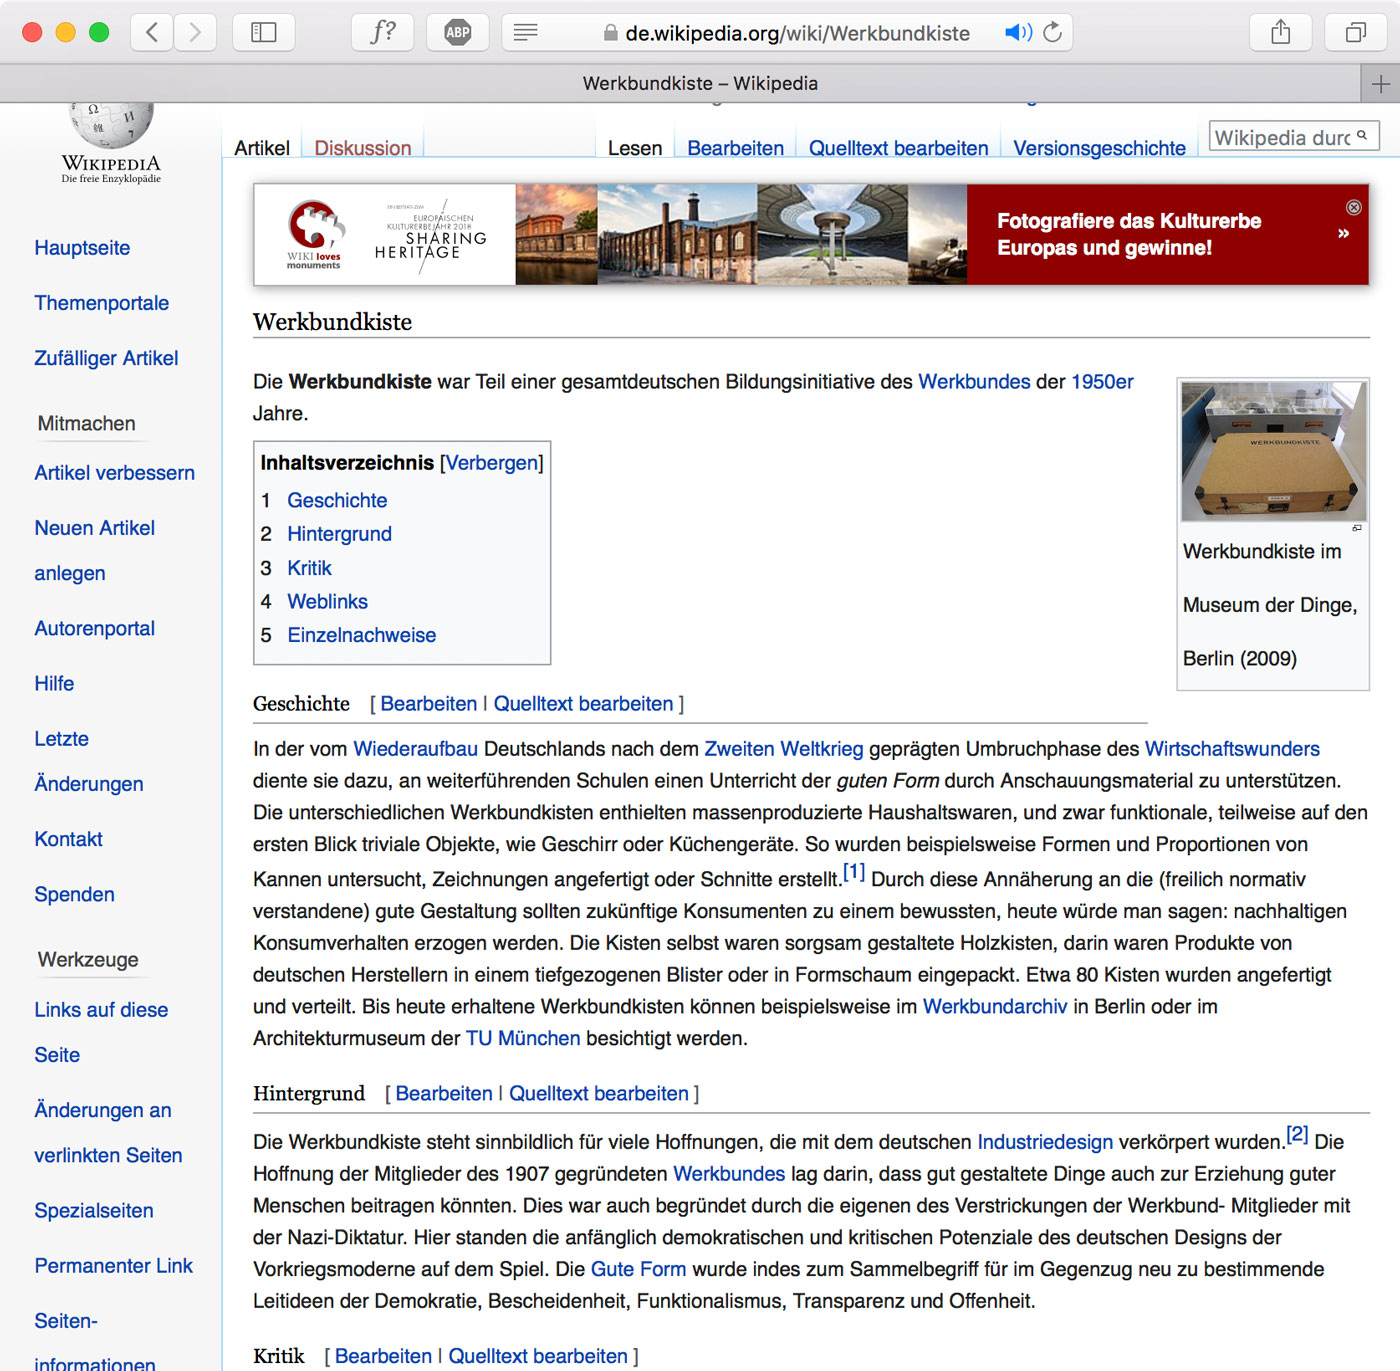 f?
ABP
de.wikipedia.org/wiki/Werkbundkiste
Werkbundkiste – Wikipedia
WIKIPEDIA
Die freie Enzyklopädie
Artikel
Diskussion
Lesen
Bearbeiten
Quelltext bearbeiten
Versionsgeschichte
Wikipedia durc
Hauptseite
Themenportale
Zufälliger Artikel
Mitmachen
Artikel verbessern
Neuen Artikel
anlegen
Autorenportal
Hilfe
Letzte
Änderungen
Kontakt
Spenden
Werkzeuge
Links auf diese
Seite
Änderungen an
verlinkten Seiten
Spezialseiten
Permanenter Link
Seiten-
informationen
WIKI loves
monuments
EIN BEITRAG ZUM
EUROPÄISCHEN
KULTURERBEJAHR 2018
SHARING
HERITAGE
Fotografiere das Kulturerbe
Europas und gewinne!
»
Werkbundkiste
Die Werkbundkiste war Teil einer gesamtdeutschen Bildungsinitiative des Werkbundes der 1950er
Jahre.
WERKBUNDKISTE
Werkbundkiste im
Museum der Dinge,
Berlin (2009)
Inhaltsverzeichnis [Verbergen]
1 Geschichte
2 Hintergrund
3 Kritik
4 Weblinks
5 Einzelnachweise
Geschichte [ Bearbeiten | Quelltext bearbeiten ]
In der vom Wiederaufbau Deutschlands nach dem Zweiten Weltkrieg geprägten Umbruchphase des Wirtschaftswunders
diente sie dazu, an weiterführenden Schulen einen Unterricht der guten Form durch Anschauungsmaterial zu unterstützen.
Die unterschiedlichen Werkbundkisten enthielten massenproduzierte Haushaltswaren, und zwar funktionale, teilweise auf den
ersten Blick triviale Objekte, wie Geschirr oder Küchengeräte. So wurden beispielsweise Formen und Proportionen von
Kannen untersucht, Zeichnungen angefertigt oder Schnitte erstellt.[1] Durch diese Annäherung an die (freilich normativ
verstandene) gute Gestaltung sollten zukünftige Konsumenten zu einem bewussten, heute würde man sagen: nachhaltigen
Konsumverhalten erzogen werden. Die Kisten selbst waren sorgsam gestaltete Holzkisten, darin waren Produkte von
deutschen Herstellern in einem tiefgezogenen Blister oder in Formschaum eingepackt. Etwa 80 Kisten wurden angefertigt
und verteilt. Bis heute erhaltene Werkbundkisten können beispielsweise im Werkbundarchiv in Berlin oder im
Architekturmuseum der TU München besichtigt werden.
Hintergrund [ Bearbeiten | Quelltext bearbeiten ]
Die Werkbundkiste steht sinnbildlich für viele Hoffnungen, die mit dem deutschen Industriedesign verkörpert wurden.[2] Die
Hoffnung der Mitglieder des 1907 gegründeten Werkbundes lag darin, dass gut gestaltete Dinge auch zur Erziehung guter
Menschen beitragen könnten. Dies war auch begründet durch die eigenen des Verstrickungen der Werkbund- Mitglieder mit
der Nazi-Diktatur. Hier standen die anfänglich demokratischen und kritischen Potenziale des deutschen Designs der
Vorkriegsmoderne auf dem Spiel. Die Gute Form wurde indes zum Sammelbegriff für im Gegenzug neu zu bestimmende
Leitideen der Demokratie, Bescheidenheit, Funktionalismus, Transparenz und Offenheit.
Kritik [ Bearbeiten | Quelltext bearbeiten ]